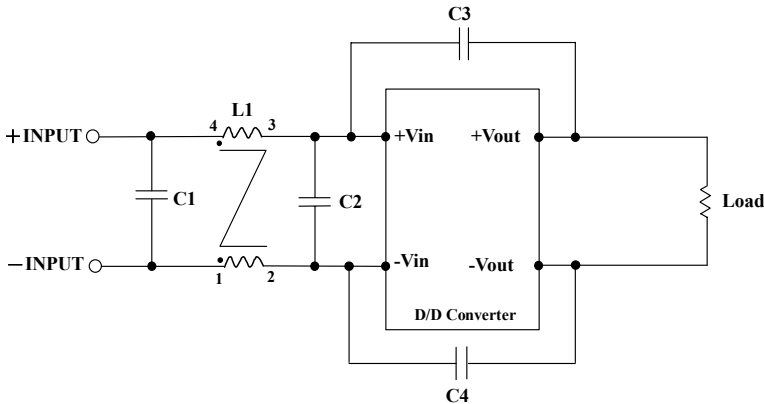 C3
L1
4 3
+INPUT
+Vin
+Vout
C1
C2
Load
−INPUT
-Vin
-Vout
1 2
D/D Converter
C4